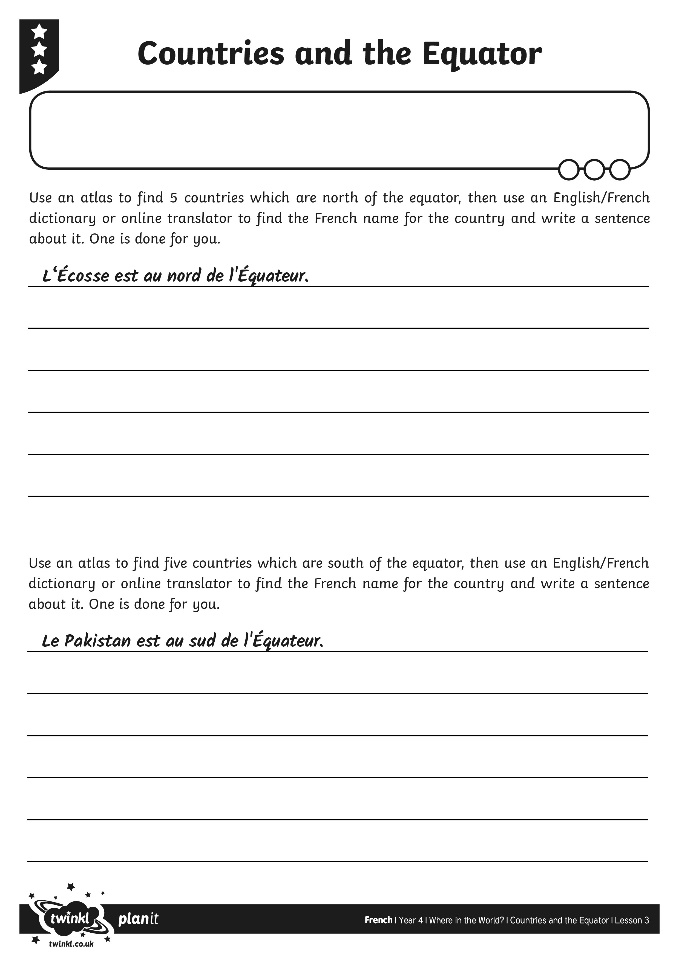 Countries and the Equator
Use an atlas to find 5 countries which are north of the equator, then use an English/French
dictionary or online translator to find the French name for the country and write a sentence
about it. One is done for you.
L‘Écosse est au nord de l'Équateur.
Use an atlas to find five countries which are south of the equator, then use an English/French
dictionary or online translator to find the French name for the country and write a sentence
about it. One is done for you.
Le Pakistan est au sud de l'Équateur.
twinkl planit
twinkl.co.uk
French | Year 4 | Where in the World? | Countries and the Equator | Lesson 3